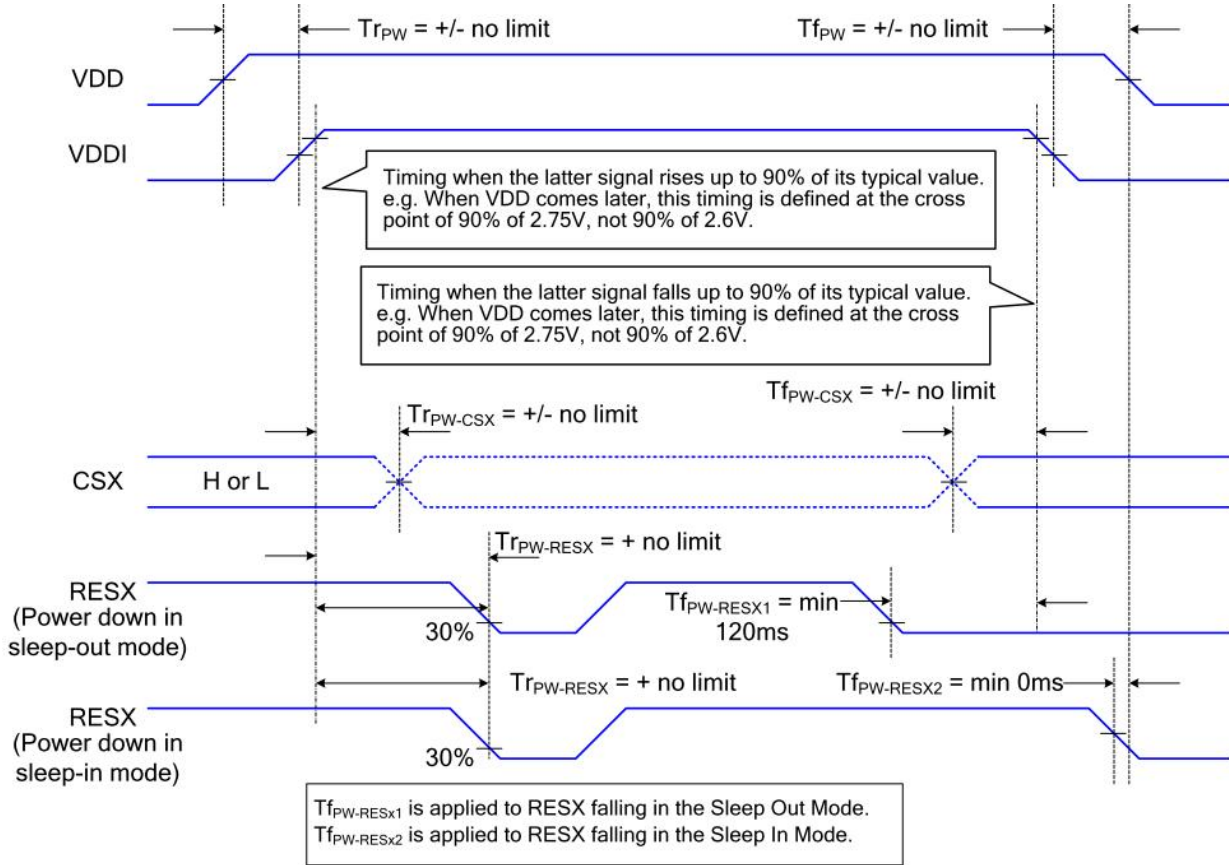 TrPW = +/- no limit
TfPW = +/- no limit
VDD
VDDI
Timing when the latter signal rises up to 90% of its typical value.
e.g. When VDD comes later, this timing is defined at the cross
point of 90% of 2.75V, not 90% of 2.6V.
Timing when the latter signal falls up to 90% of its typical value.
e.g. When VDD comes later, this timing is defined at the cross
point of 90% of 2.75V, not 90% of 2.6V.
TrPW-CSX = +/- no limit
TfPW-CSX = +/- no limit
CSX
H or L
TrPW-RESX = + no limit
RESX
(Power down in
sleep-out mode)
30%
TfPW-RESX1 = min
120ms
TrPW-RESX = + no limit
TfPW-RESX2 = min 0ms
RESX
(Power down in
sleep-in mode)
30%
TfPW-RESx1 is applied to RESX falling in the Sleep Out Mode.
TfPW-RESx2 is applied to RESX falling in the Sleep In Mode.